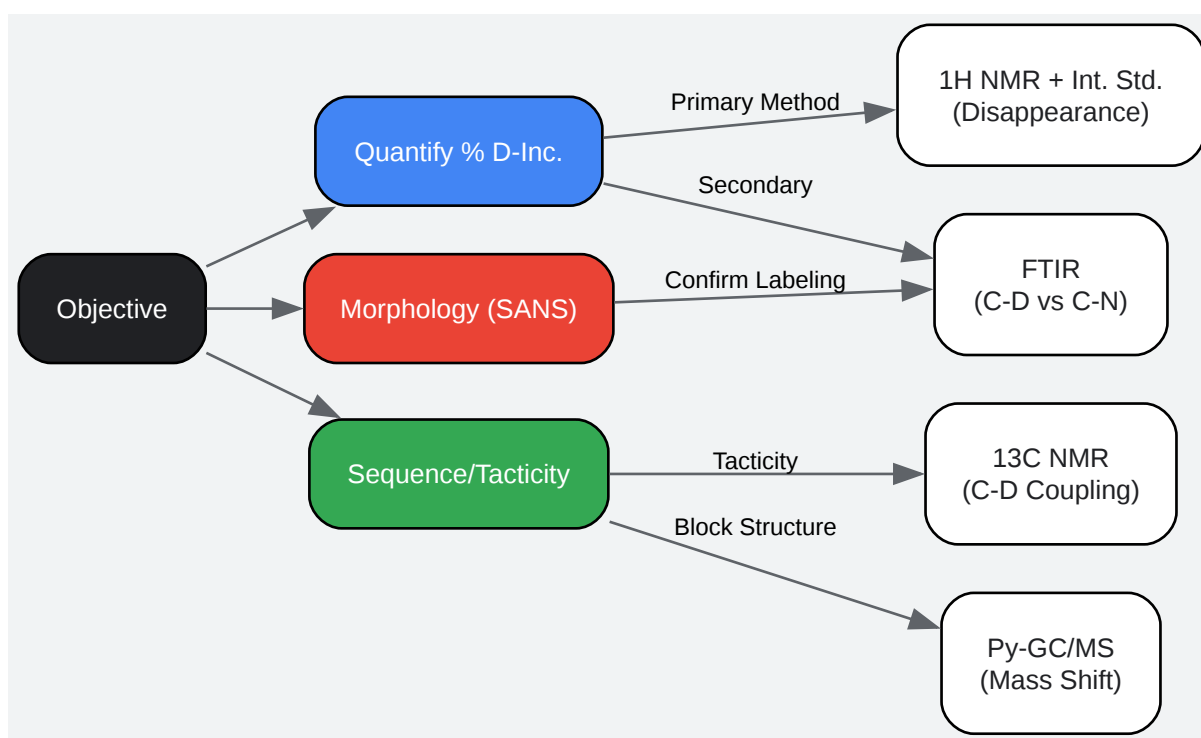 Objective
Quantify % D-Inc.
Morphology (SANS)
Sequence/Tacticity
Primary Method
Secondary
Confirm Labeling
Tacticity
Block Structure
1H NMR + Int. Std.
(Disappearance)
FTIR
(C-D vs C-N)
13C NMR
(C-D Coupling)
Py-GC/MS
(Mass Shift)